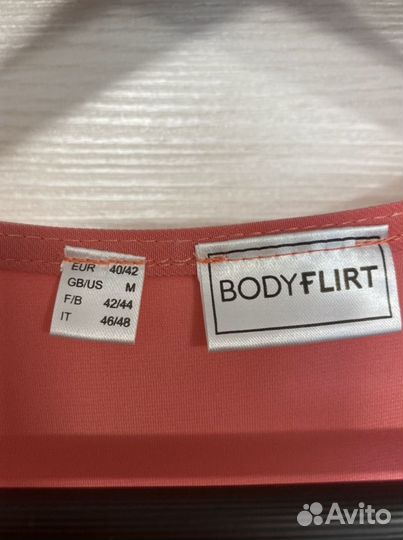 EUR 40/42
GB/US M
F/B 42/44
IT 46/48
BODYFLIRT
Avito